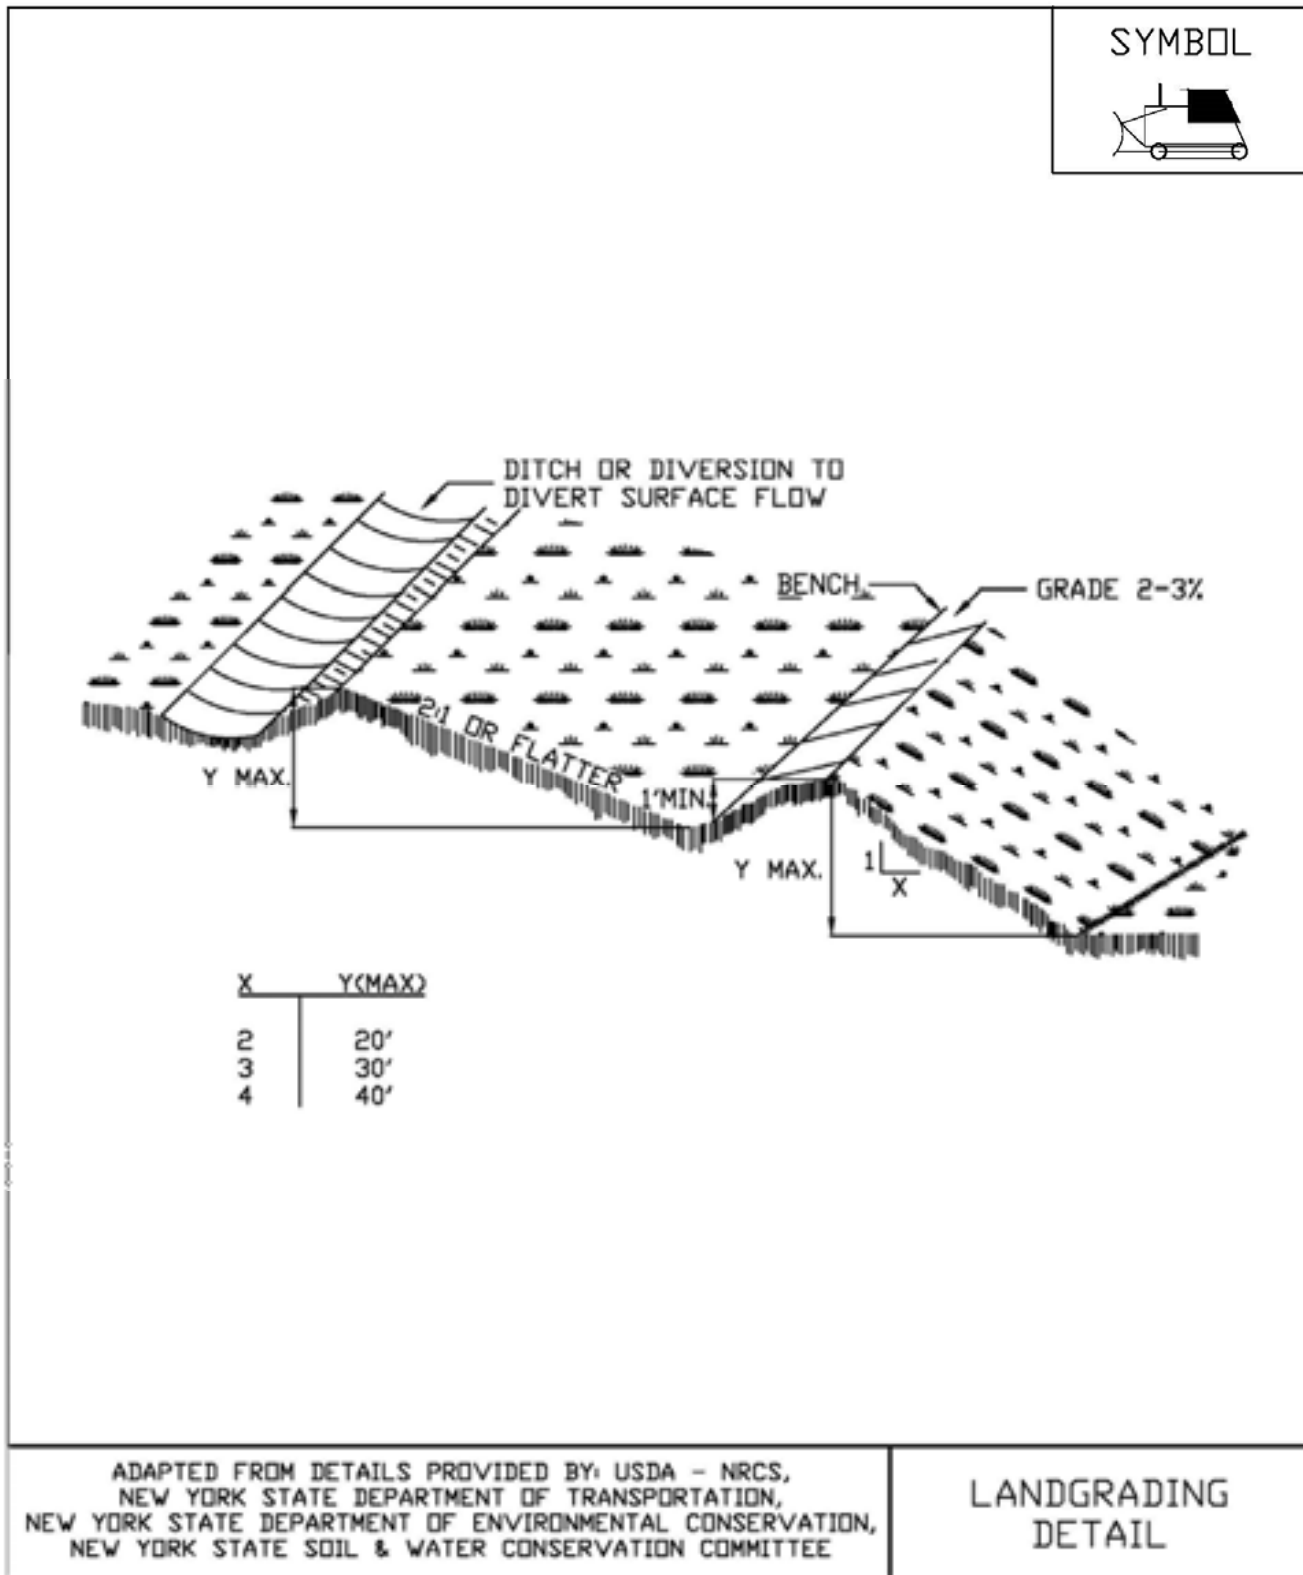 SYMBOL
DITCH OR DIVERSION TO
DIVERT SURFACE FLOW
BENCH
GRADE 2-3%
2:1 OR FLATTER
Y MAX.
1'MIN.
Y MAX.
1
X
X Y(MAX)
2 20'
3 30'
4 40'
ADAPTED FROM DETAILS PROVIDED BY: USDA - NRCS,
NEW YORK STATE DEPARTMENT OF TRANSPORTATION,
NEW YORK STATE DEPARTMENT OF ENVIRONMENTAL CONSERVATION,
NEW YORK STATE SOIL & WATER CONSERVATION COMMITTEE
LANDGRADING
DETAIL